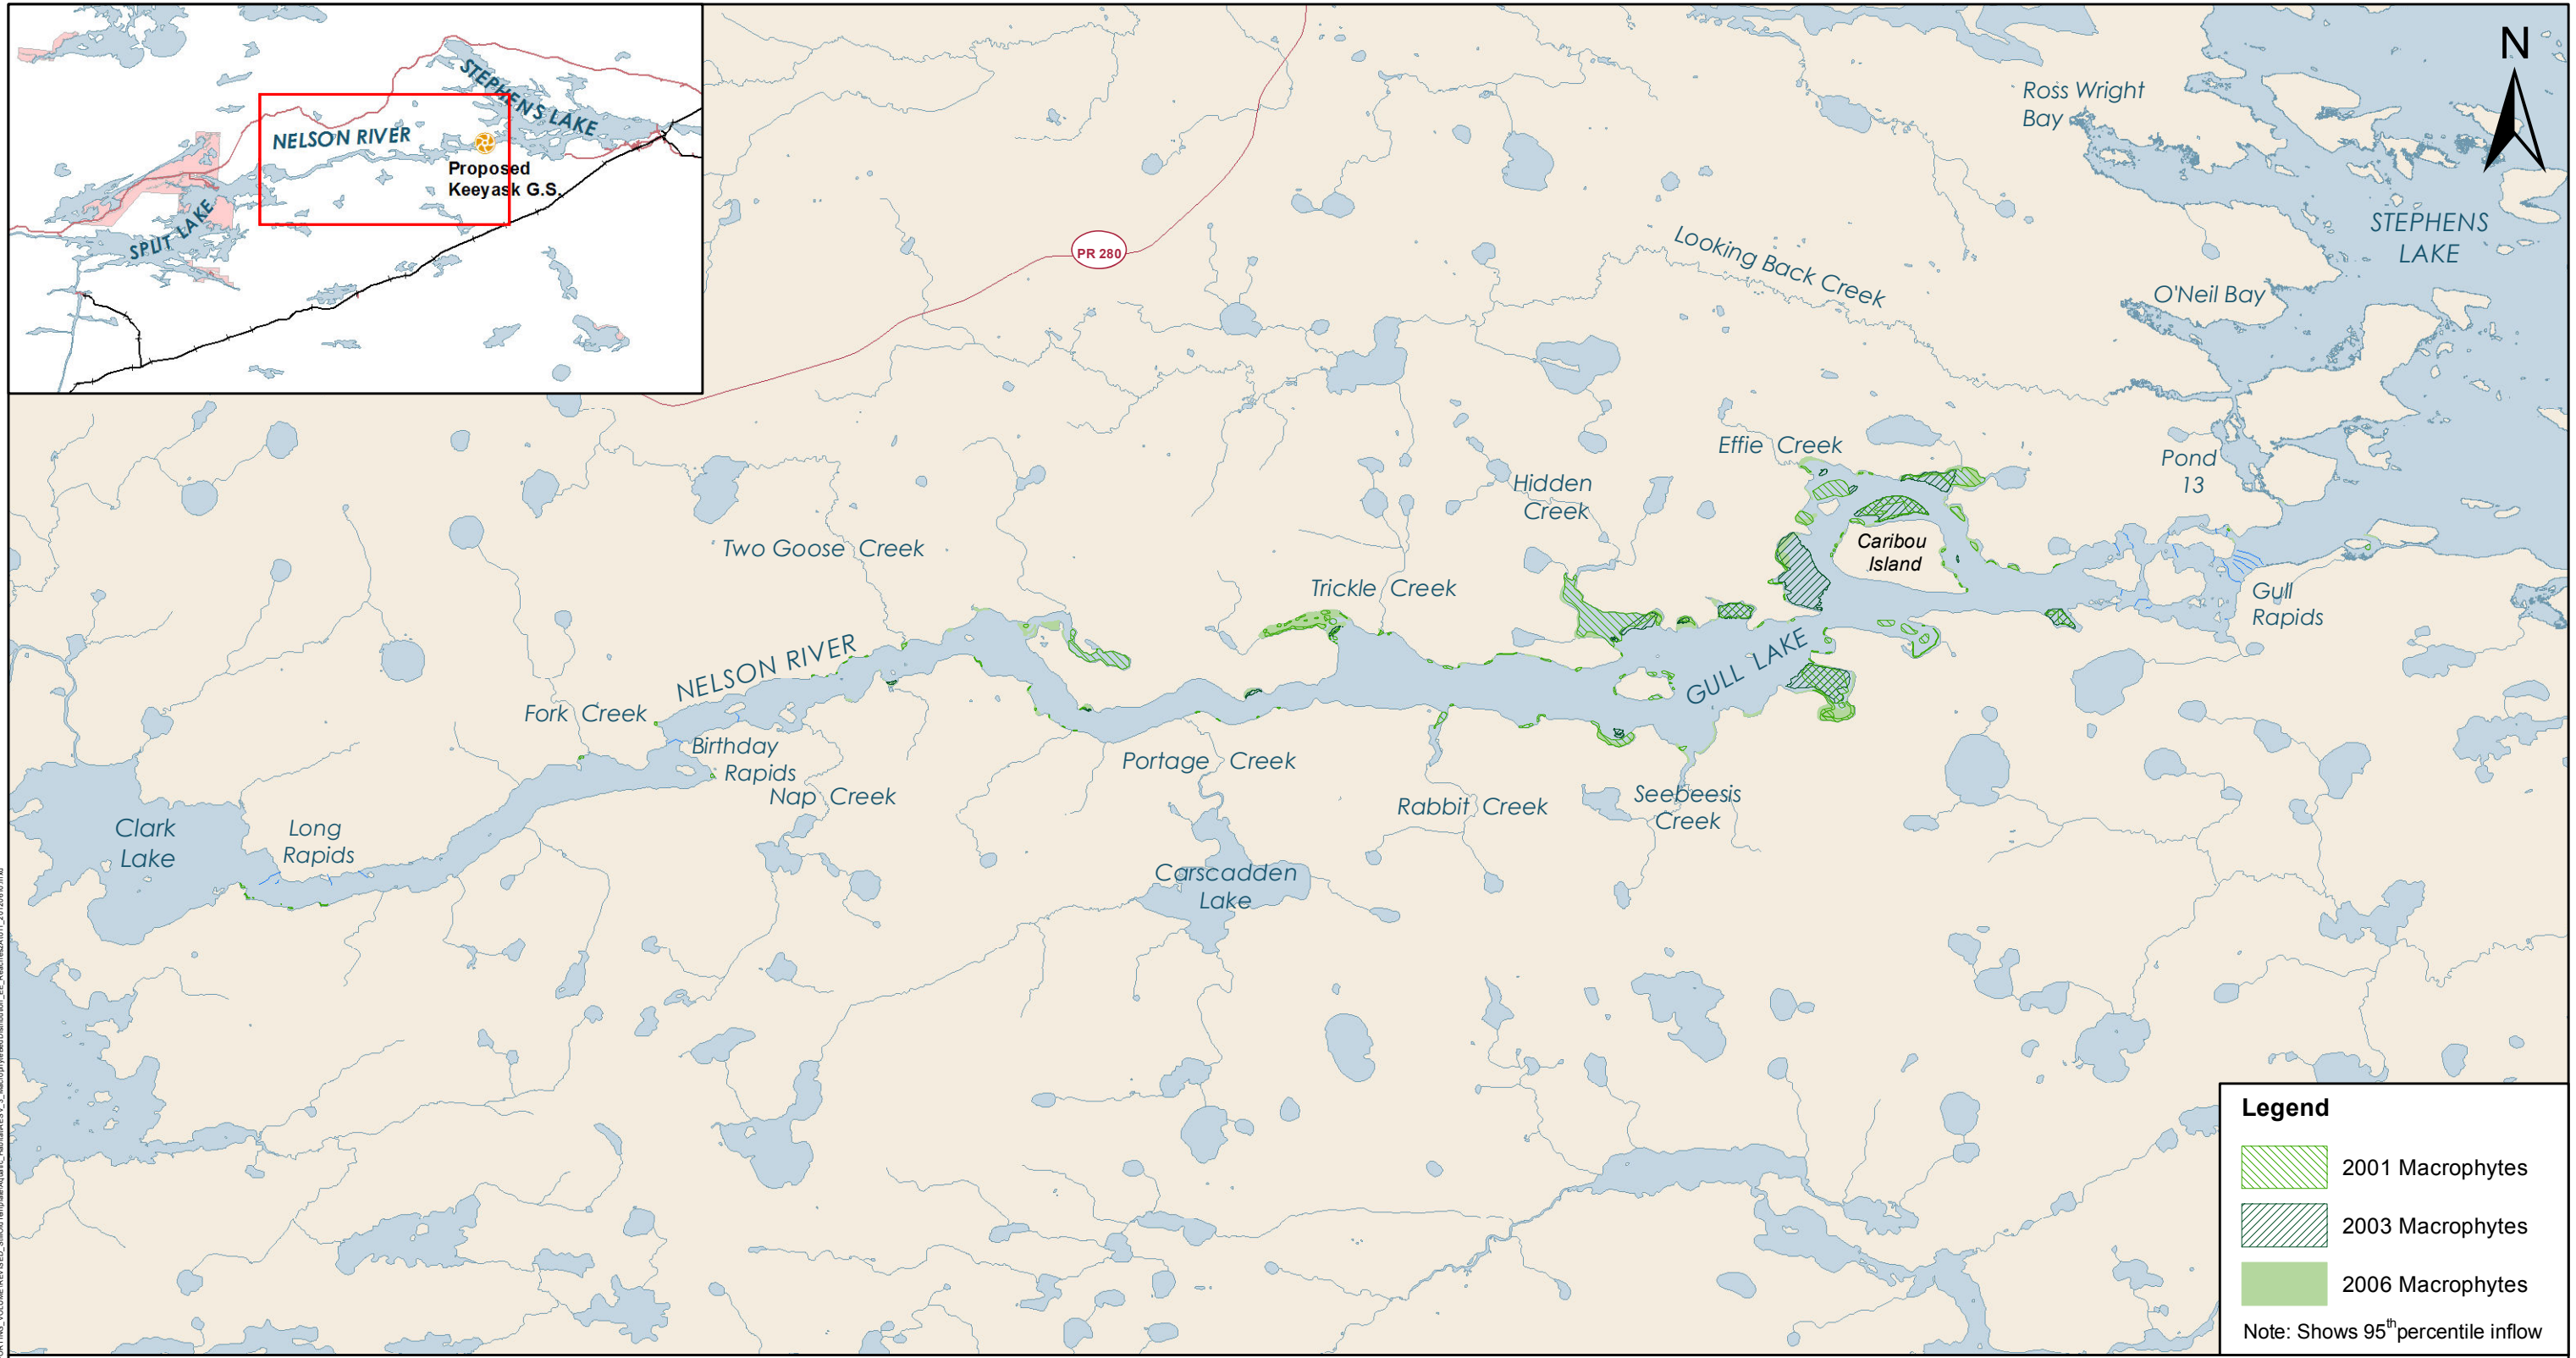 STEPHENS LAKE
NELSON RIVER
Proposed
Keeyask G.S.
SPLIT LAKE
N
Ross Wright
Bay
STEPHENS
LAKE
PR 280
Looking Back Creek
O'Neil Bay
Effie Creek
Pond
13
Hidden
Creek
Caribou
Island
Two Goose Creek
Trickle Creek
Gull
Rapids
NELSON RIVER
GULL LAKE
Fork Creek
Birthday
Rapids
Nap Creek
Portage Creek
Rabbit Creek
Seebeesis
Creek
Clark
Lake
Long
Rapids
Carscadden
Lake
Legend
2001 Macrophytes
2003 Macrophytes
2006 Macrophytes
Note: Shows 95th percentile inflow